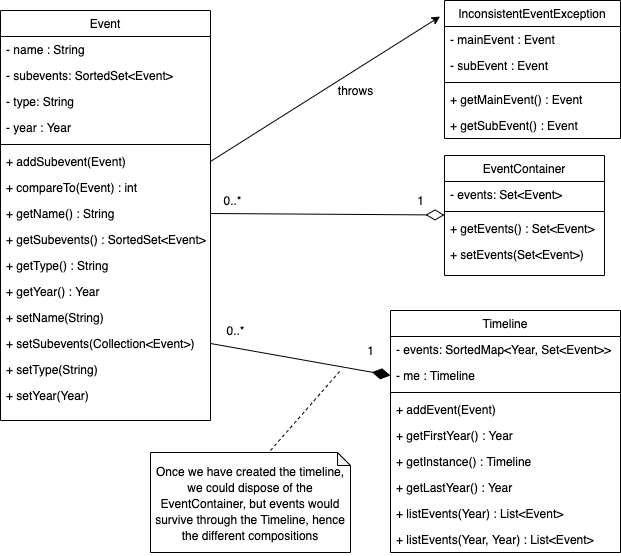 Event
- name : String
- subevents: SortedSet<Event>
- type: String
- year : Year
+ addSubevent(Event)
+ compareTo(Event) : int
+ getName() : String
+ getSubevents() : SortedSet<Event>
+ getType() : String
+ getYear() : Year
+ setName(String)
+ setSubevents(Collection<Event>)
+ setType(String)
+ setYear(Year)
throws
InconsistentEventException
- mainEvent : Event
- subEvent : Event
+ getMainEvent() : Event
+ getSubEvent() : Event
0..*
1
EventContainer
- events: Set<Event>
+ getEvents() : Set<Event>
+ setEvents(Set<Event>)
0..*
1
Timeline
- events: SortedMap<Year, Set<Event>>
- me : Timeline
+ addEvent(Event)
+ getFirstYear() : Year
+ getInstance() : Timeline
+ getLastYear() : Year
+ listEvents(Year) : List<Event>
+ listEvents(Year, Year) : List<Event>
Once we have created the timeline,
we could dispose of the
EventContainer, but events would
survive through the Timeline, hence
the different compositions